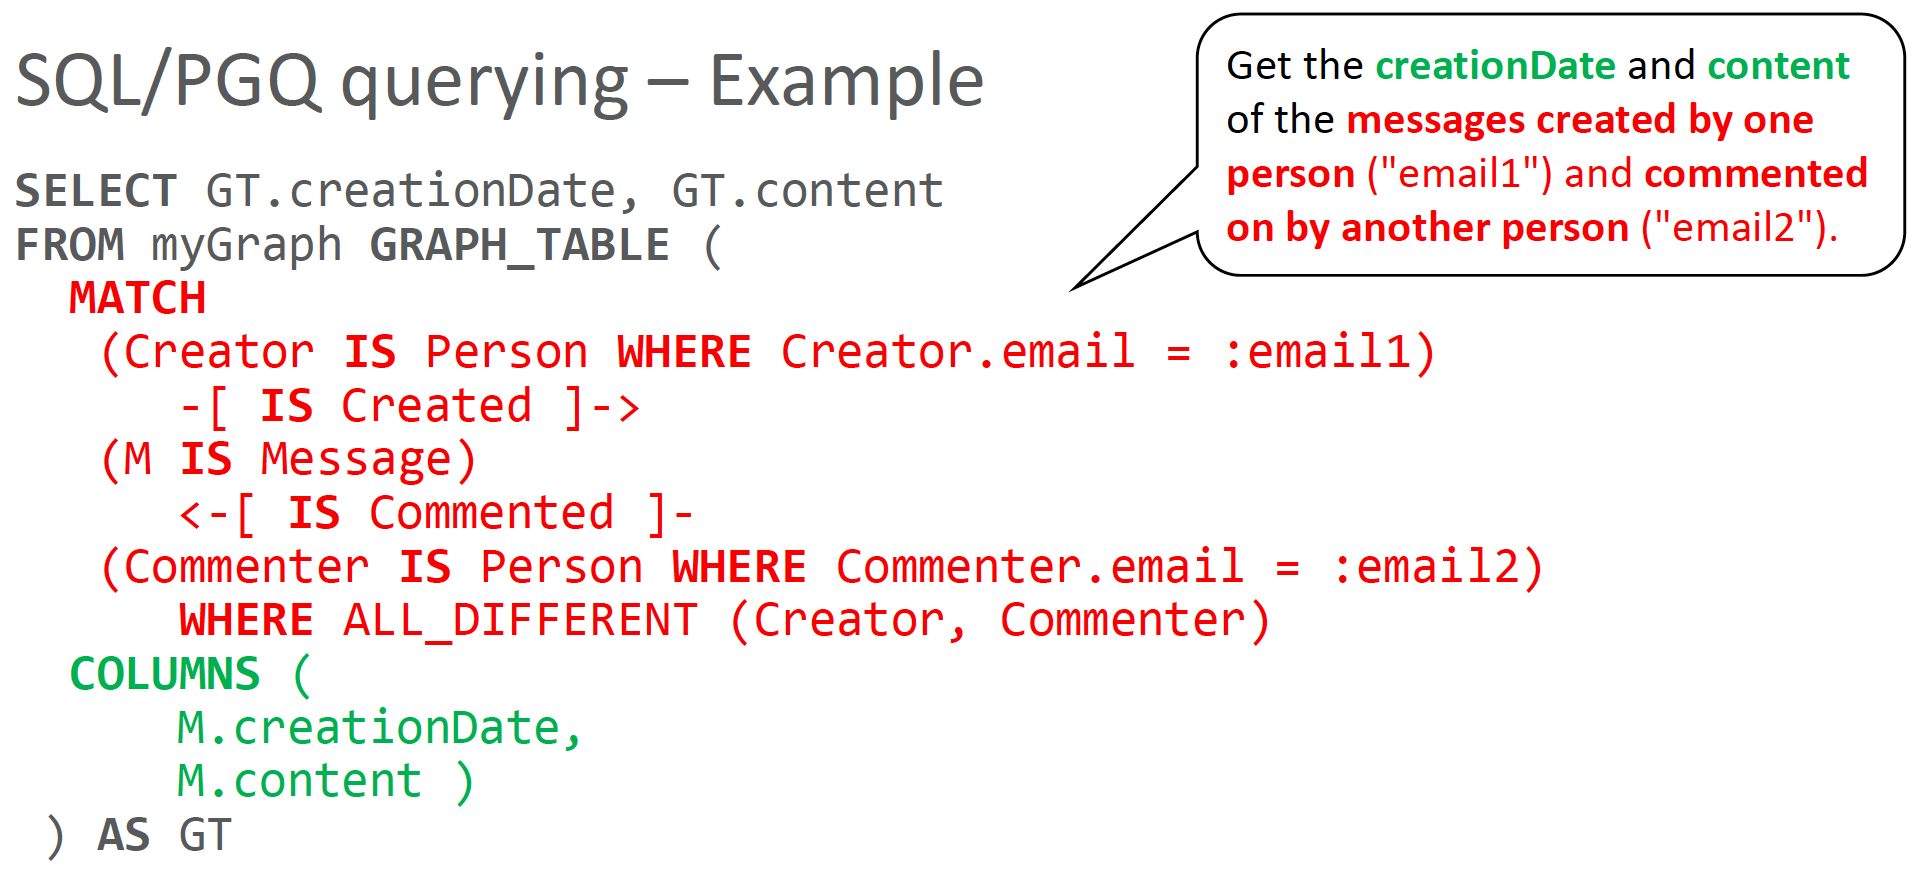 SQL/PGQ querying – Example
Get the creationDate and content
of the messages created by one
person ("email1") and commented
on by another person ("email2").
SELECT GT.creationDate, GT.content
FROM myGraph GRAPH_TABLE (
MATCH
(Creator IS Person WHERE Creator.email = :email1)
-[ IS Created ]->
(M IS Message)
<-[ IS Commented ]-
(Commenter IS Person WHERE Commenter.email = :email2)
WHERE ALL_DIFFERENT (Creator, Commenter)
COLUMNS (
M.creationDate,
M.content )
) AS GT